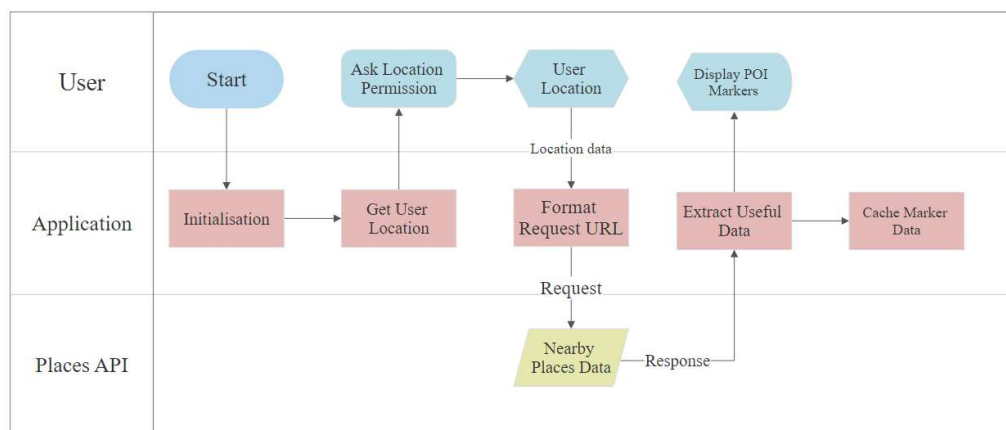 User
Start
Ask Location
Permission
User
Location
Display POI
Markers
Location data
Application
Initialisation
Get User
Location
Format
Request URL
Extract Useful
Data
Cache Marker
Data
Request
Places API
Nearby
Places Data
Response